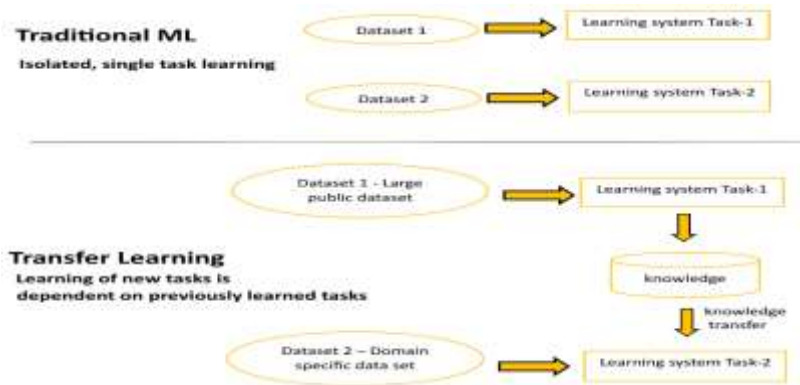 Traditional ML
Isolated, single task learning
Dataset 1
Learning system Task-1
Dataset 2
Learning system Task-2
Dataset 1 - Large
public dataset
Learning system Task-1
Transfer Learning
Learning of new tasks is
dependent on previously learned tasks
knowledge
knowledge
transfer
Dataset 2 – Domain
specific data set
Learning system Task-2